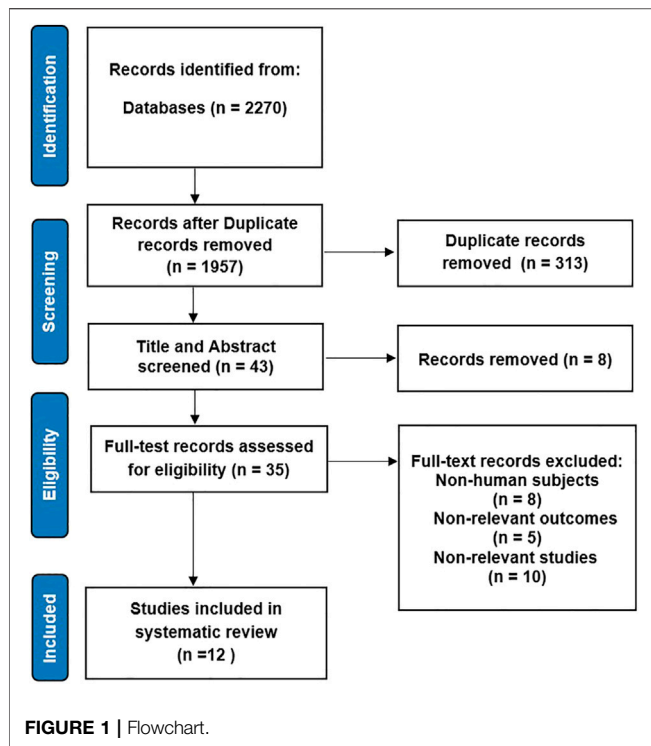 Identification
Records identified from:
Databases (n = 2270)
Screening
Records after Duplicate
records removed
(n = 1957)
Duplicate records
removed (n = 313)
Title and Abstract
screened (n = 43)
Records removed (n = 8)
Eligibility
Full-test records assessed
for eligibility (n = 35)
Full-text records excluded:
Non-human subjects
(n = 8)
Non-relevant outcomes
(n = 5)
Non-relevant studies
(n = 10)
Included
Studies included in
systematic review
(n =12 )
FIGURE 1 | Flowchart.